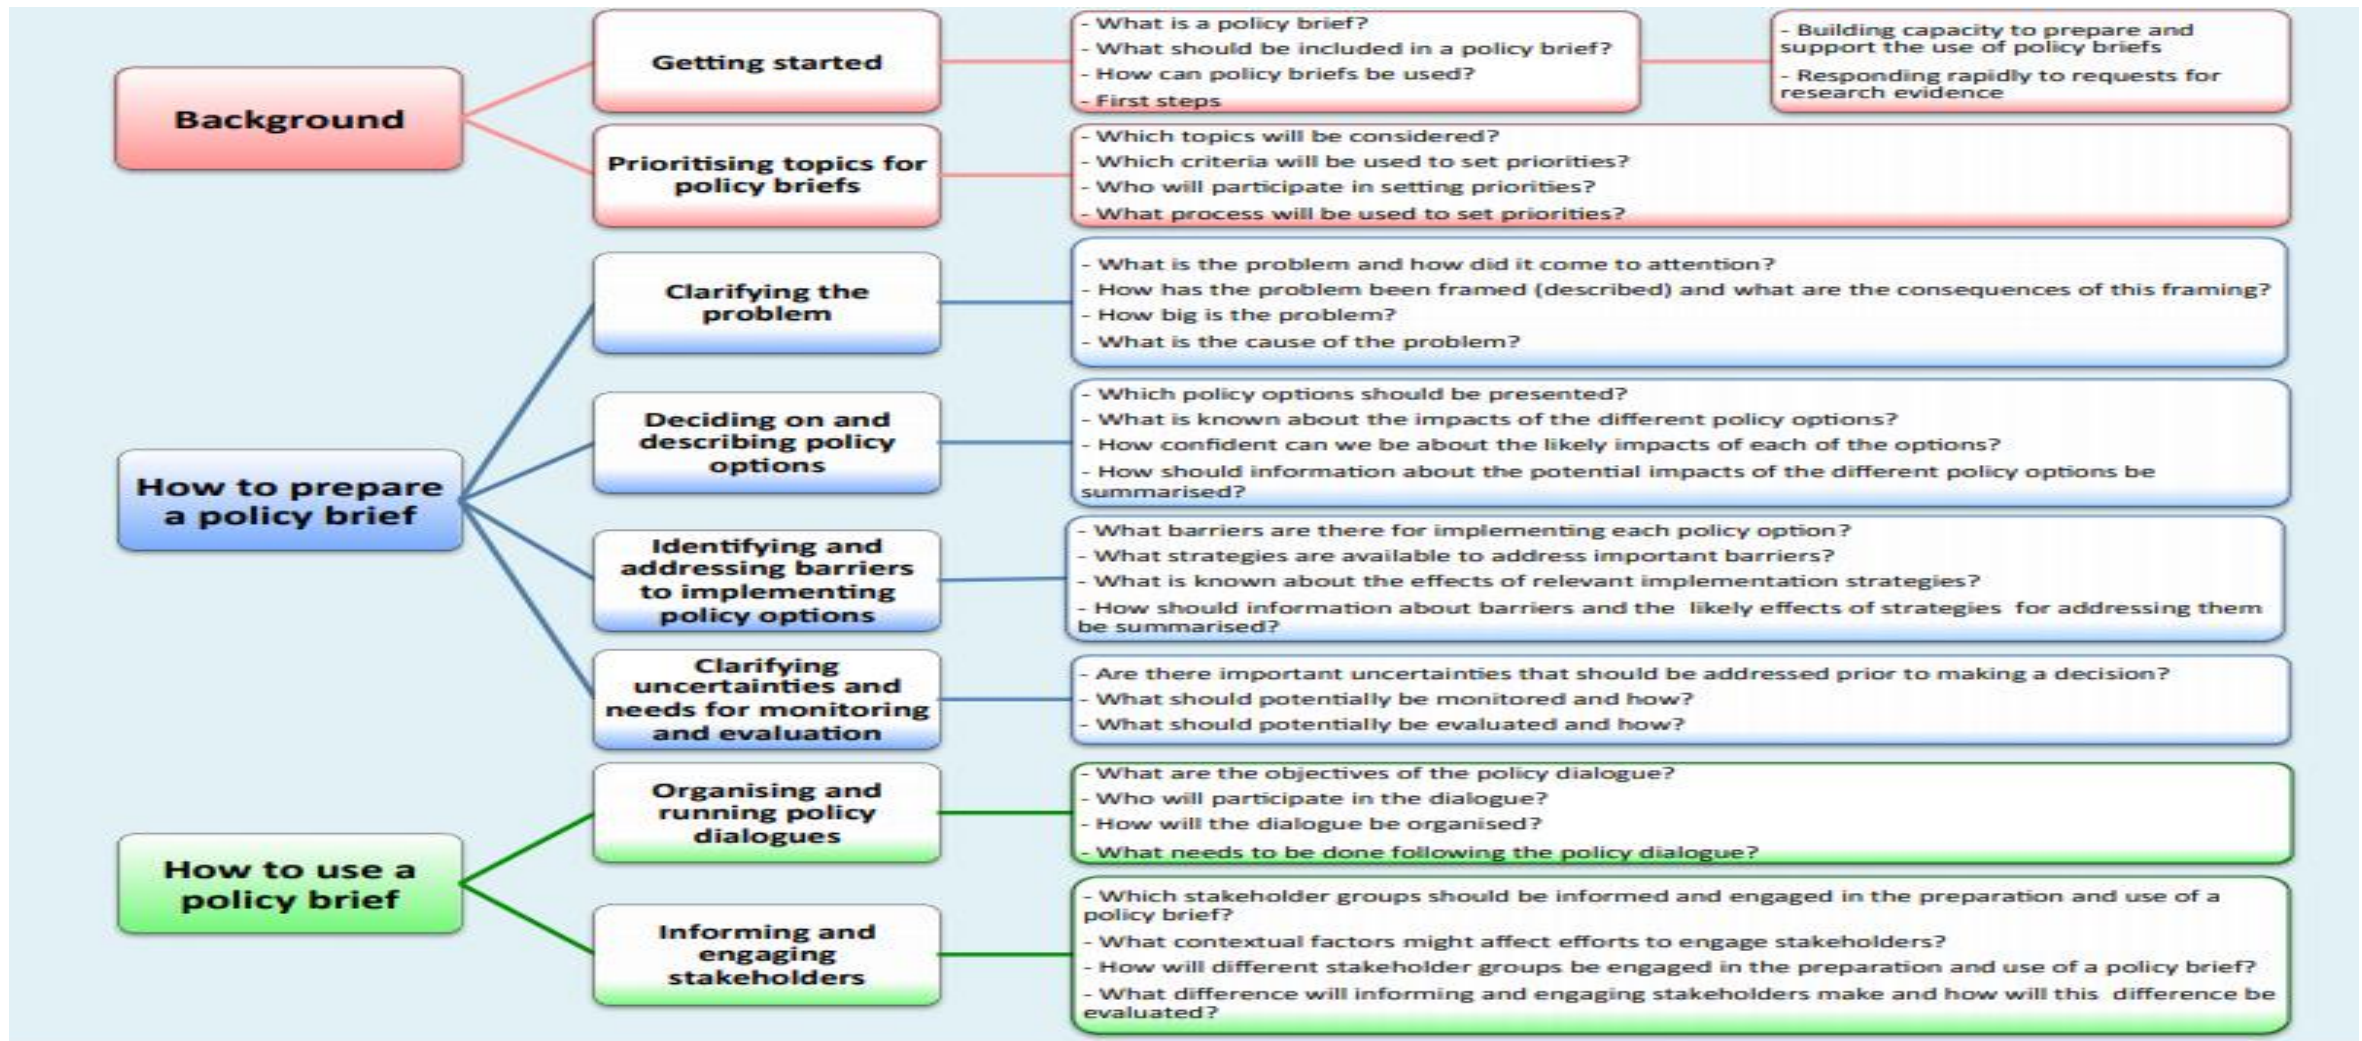 Background
Getting started
- What is a policy brief?
- What should be included in a policy brief?
- How can policy briefs be used?
- First steps
- Building capacity to prepare and
support the use of policy briefs
- Responding rapidly to requests for
research evidence
Prioritising topics for
policy briefs
- Which topics will be considered?
- Which criteria will be used to set priorities?
- Who will participate in setting priorities?
- What process will be used to set priorities?
How to prepare
a policy brief
Clarifying the
problem
- What is the problem and how did it come to attention?
- How has the problem been framed (described) and what are the consequences of this framing?
- How big is the problem?
- What is the cause of the problem?
Deciding on and
describing policy
options
- Which policy options should be presented?
- What is known about the impacts of the different policy options?
- How confident can we be about the likely impacts of each of the options?
- How should information about the potential impacts of the different policy options be
summarised?
Identifying and
addressing barriers
to implementing
policy options
- What barriers are there for implementing each policy option?
- What strategies are available to address important barriers?
- What is known about the effects of relevant implementation strategies?
- How should information about barriers and the likely effects of strategies for addressing them
be summarised?
Clarifying
uncertainties and
needs for monitoring
and evaluation
- Are there important uncertainties that should be addressed prior to making a decision?
- What should potentially be monitored and how?
- What should potentially be evaluated and how?
How to use a
policy brief
Organising and
running policy
dialogues
- What are the objectives of the policy dialogue?
- Who will participate in the dialogue?
- How will the dialogue be organised?
- What needs to be done following the policy dialogue?
Informing and
engaging
stakeholders
- Which stakeholder groups should be informed and engaged in the preparation and use of a
policy brief?
- What contextual factors might affect efforts to engage stakeholders?
- How will different stakeholder groups be engaged in the preparation and use of a policy brief?
- What difference will informing and engaging stakeholders make and how will this difference be
evaluated?